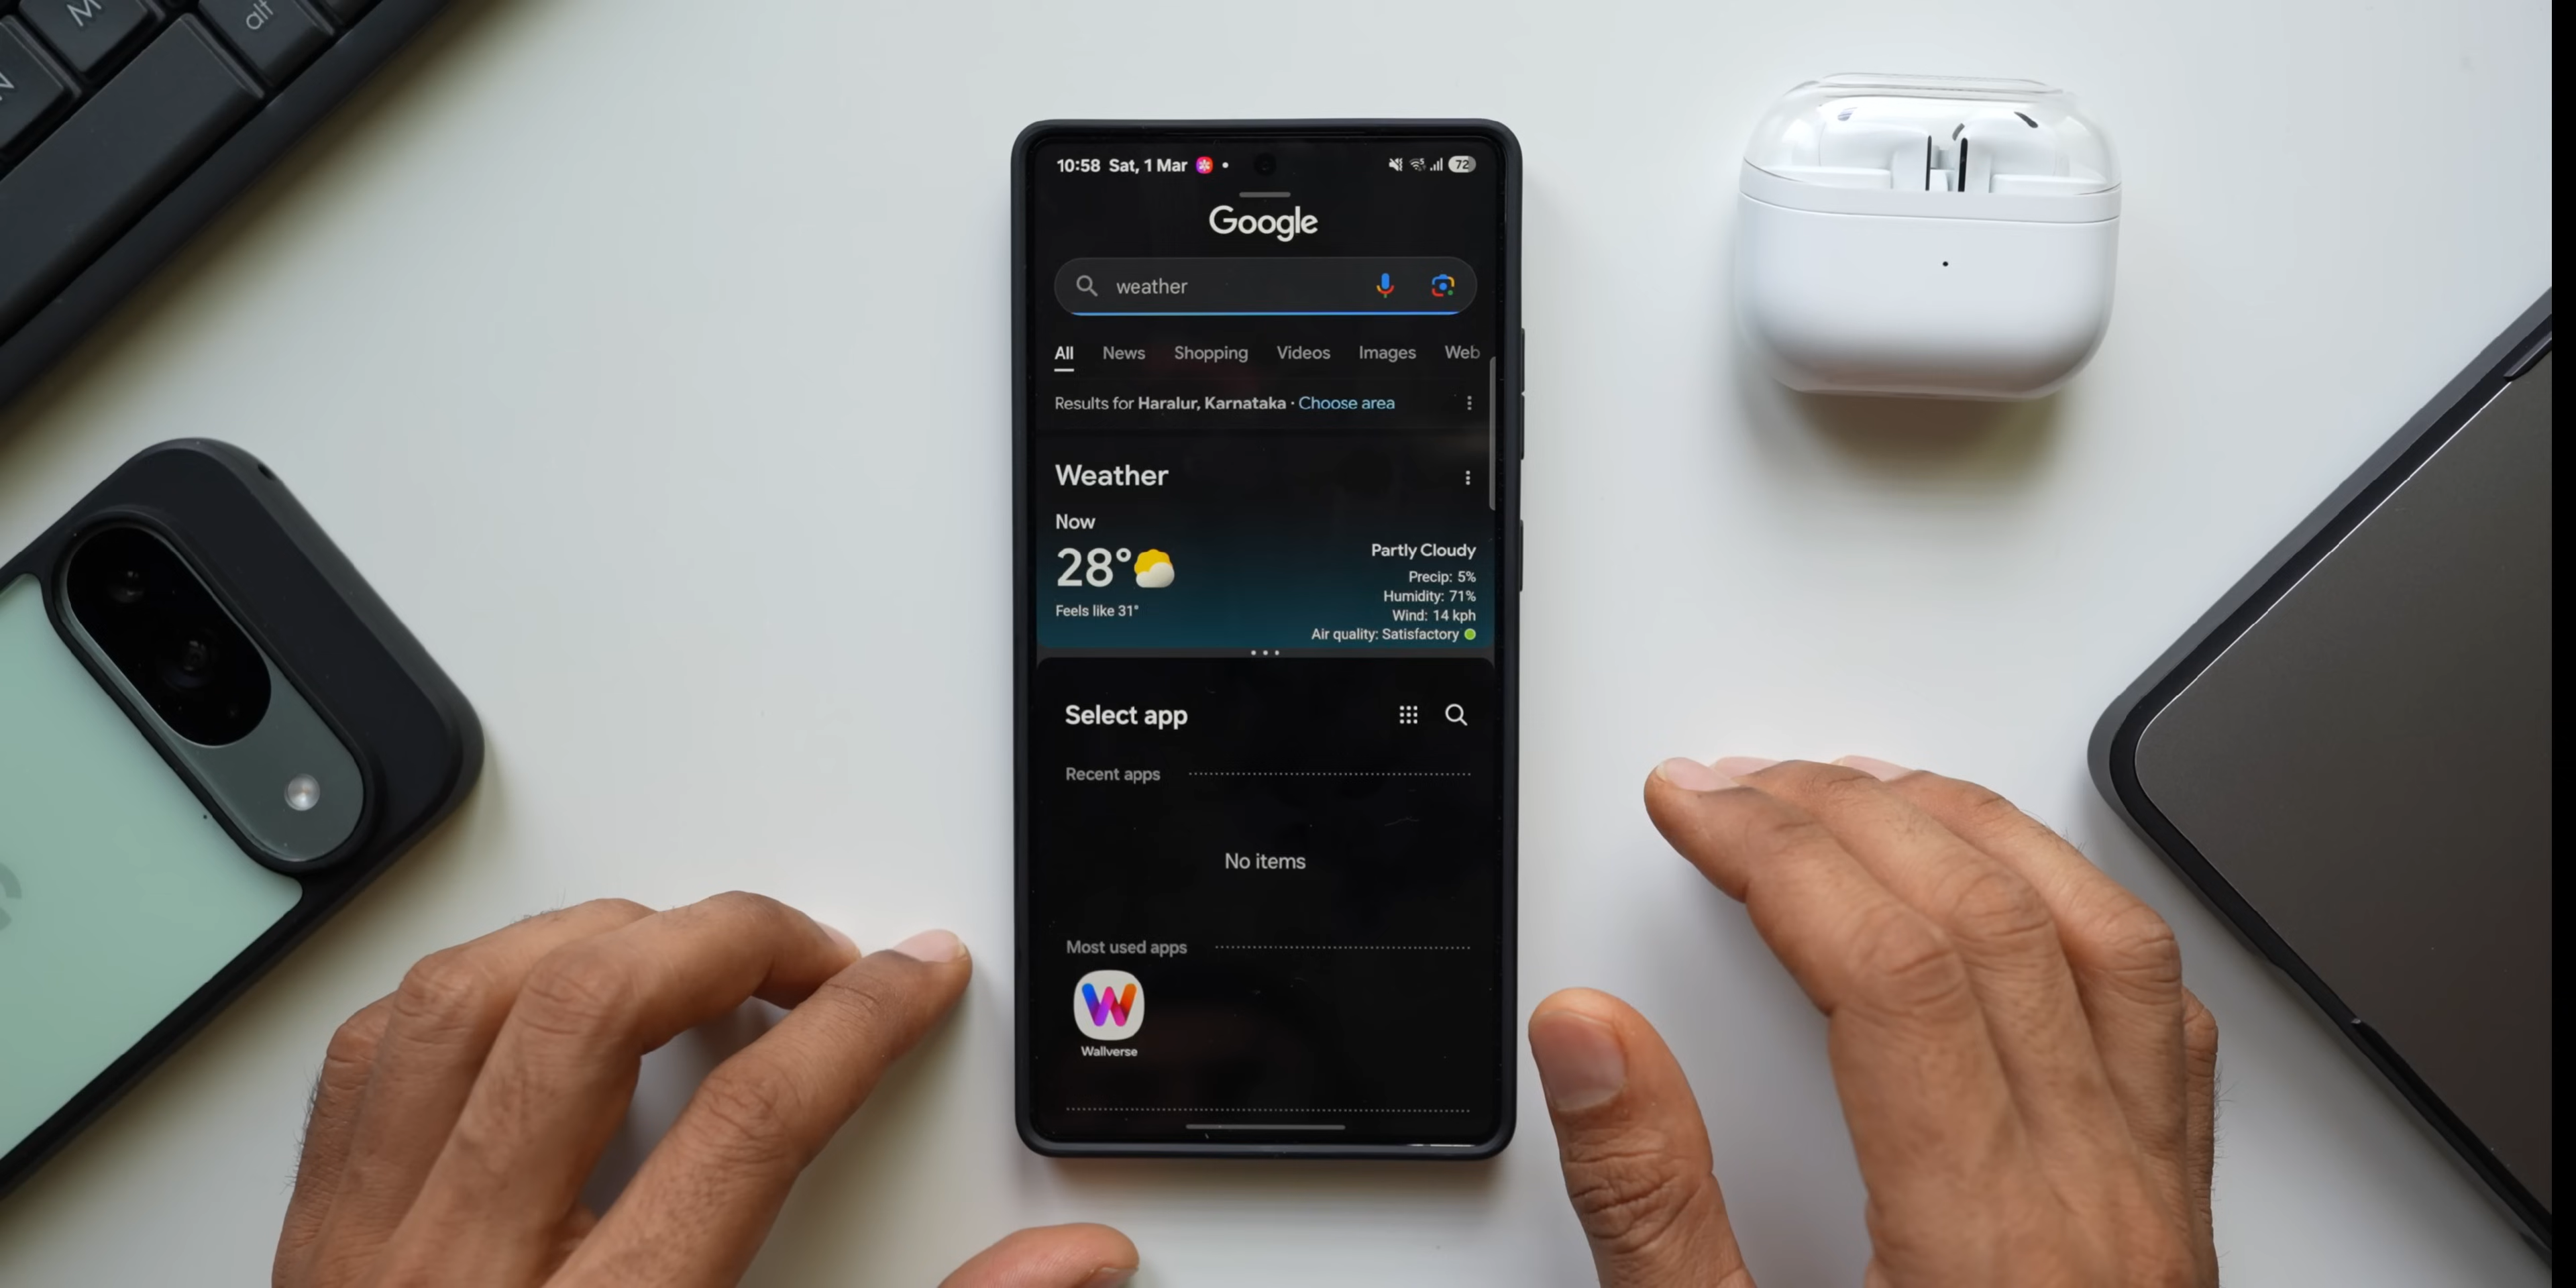 M
alt
N
10:58 Sat, 1 Mar
72
Google
weather
All News Shopping Videos Images Web
Results for Haralur, Karnataka · Choose area
Weather
Now
28°
Feels like 31°
Partly Cloudy
Precip: 5%
Humidity: 71%
Wind: 14 kph
Air quality: Satisfactory
Select app
Recent apps
No items
Most used apps
Wallverse